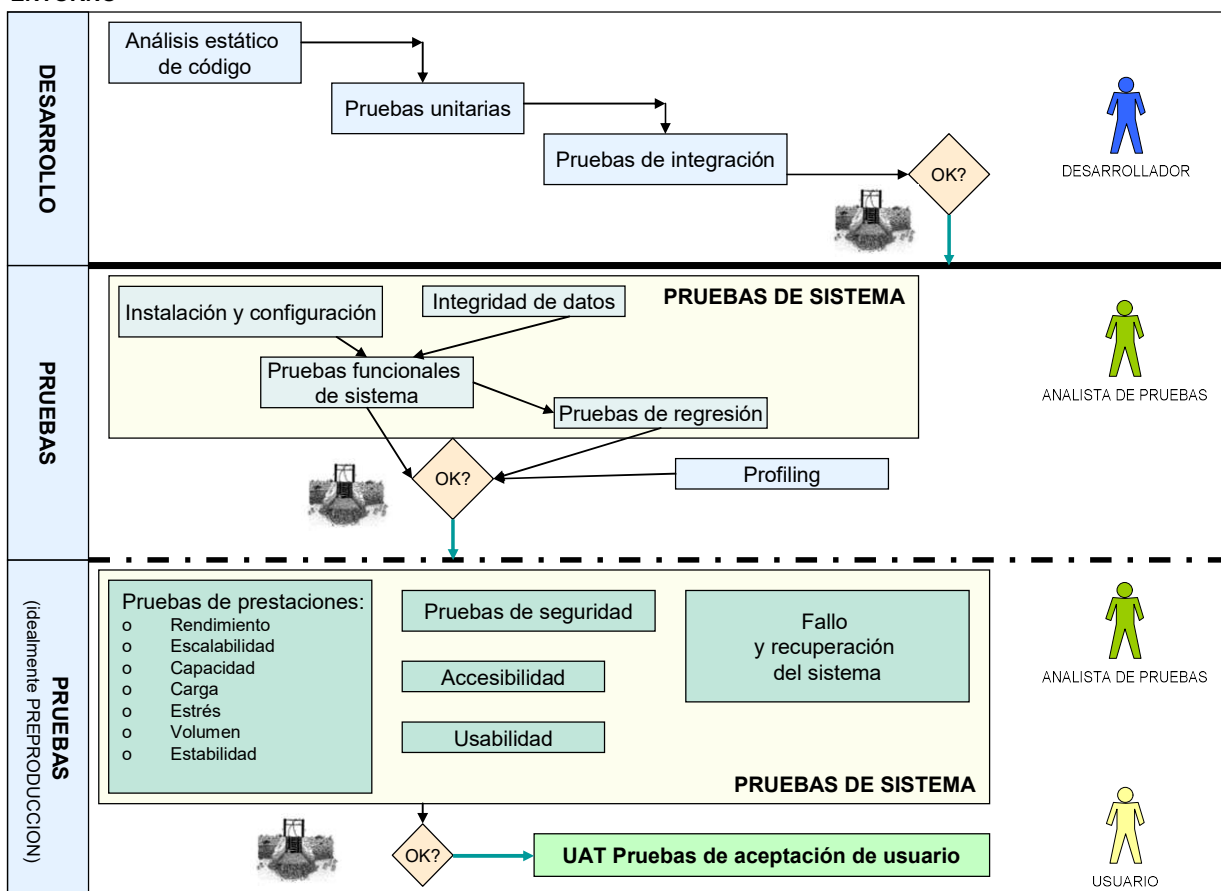 DESARROLLO
Análisis estático
de código
Pruebas unitarias
Pruebas de integración
OK?
DESARROLLADOR
PRUEBAS
PRUEBAS DE SISTEMA
Instalación y configuración
Integridad de datos
Pruebas funcionales
de sistema
Pruebas de regresión
OK?
Profiling
ANALISTA DE PRUEBAS
PRUEBAS
(idealmente PREPRODUCCION)
Pruebas de prestaciones:
o Rendimiento
o Escalabilidad
o Capacidad
o Carga
o Estrés
o Volumen
o Estabilidad
Pruebas de seguridad
Accesibilidad
Usabilidad
Fallo
y recuperación
del sistema
PRUEBAS DE SISTEMA
ANALISTA DE PRUEBAS
OK?
UAT Pruebas de aceptación de usuario
USUARIO